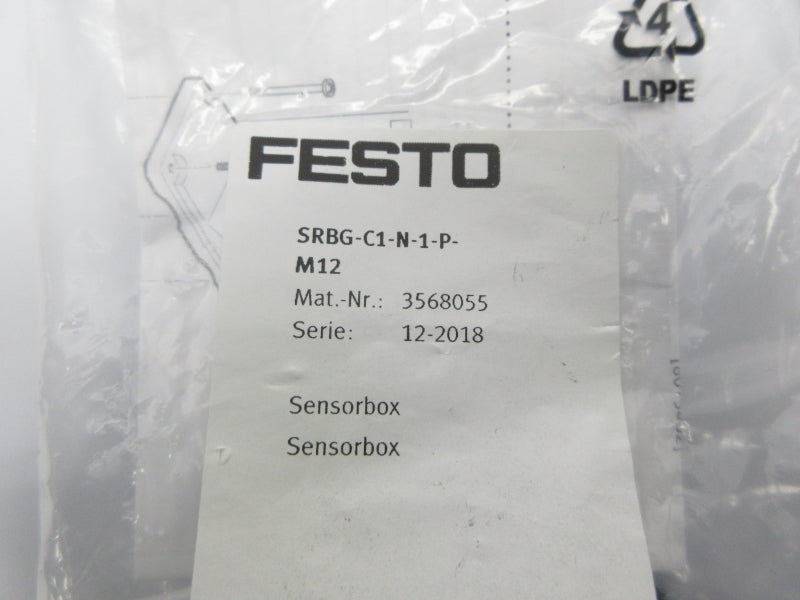 4
LDPE
FESTO
SRBG-C1-N-1-P-
M12
Mat.-Nr.: 3568055
Serie: 12-2018
Sensorbox
Sensorbox